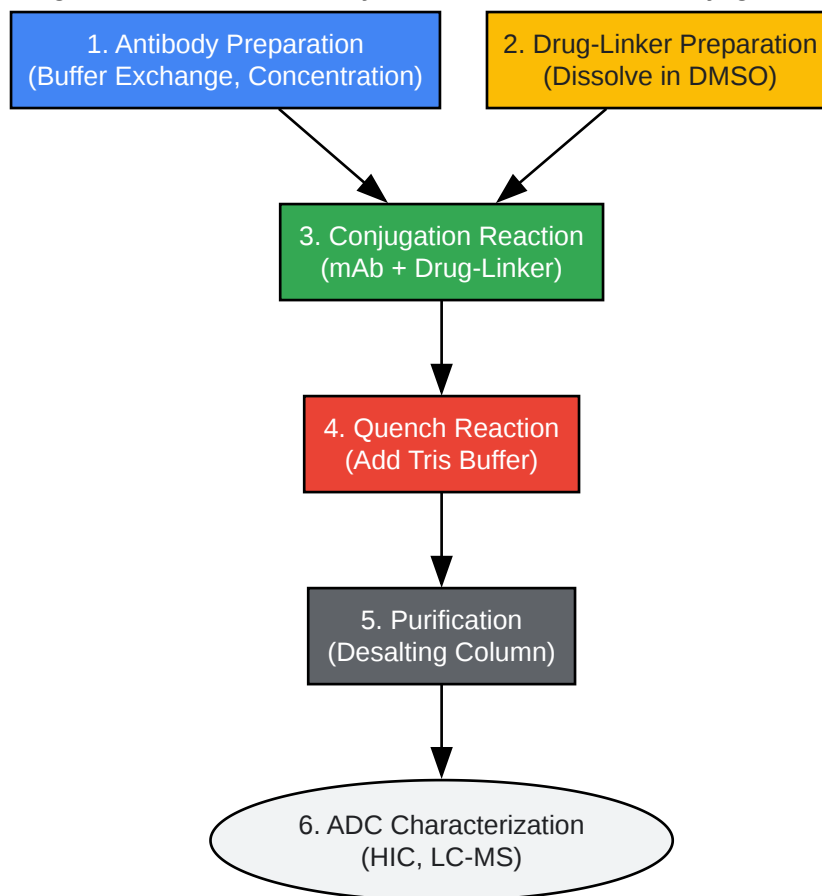 1. Antibody Preparation
(Buffer Exchange, Concentration)
2. Drug-Linker Preparation
(Dissolve in DMSO)
3. Conjugation Reaction
(mAb + Drug-Linker)
4. Quench Reaction
(Add Tris Buffer)
5. Purification
(Desalting Column)
6. ADC Characterization
(HIC, LC-MS)